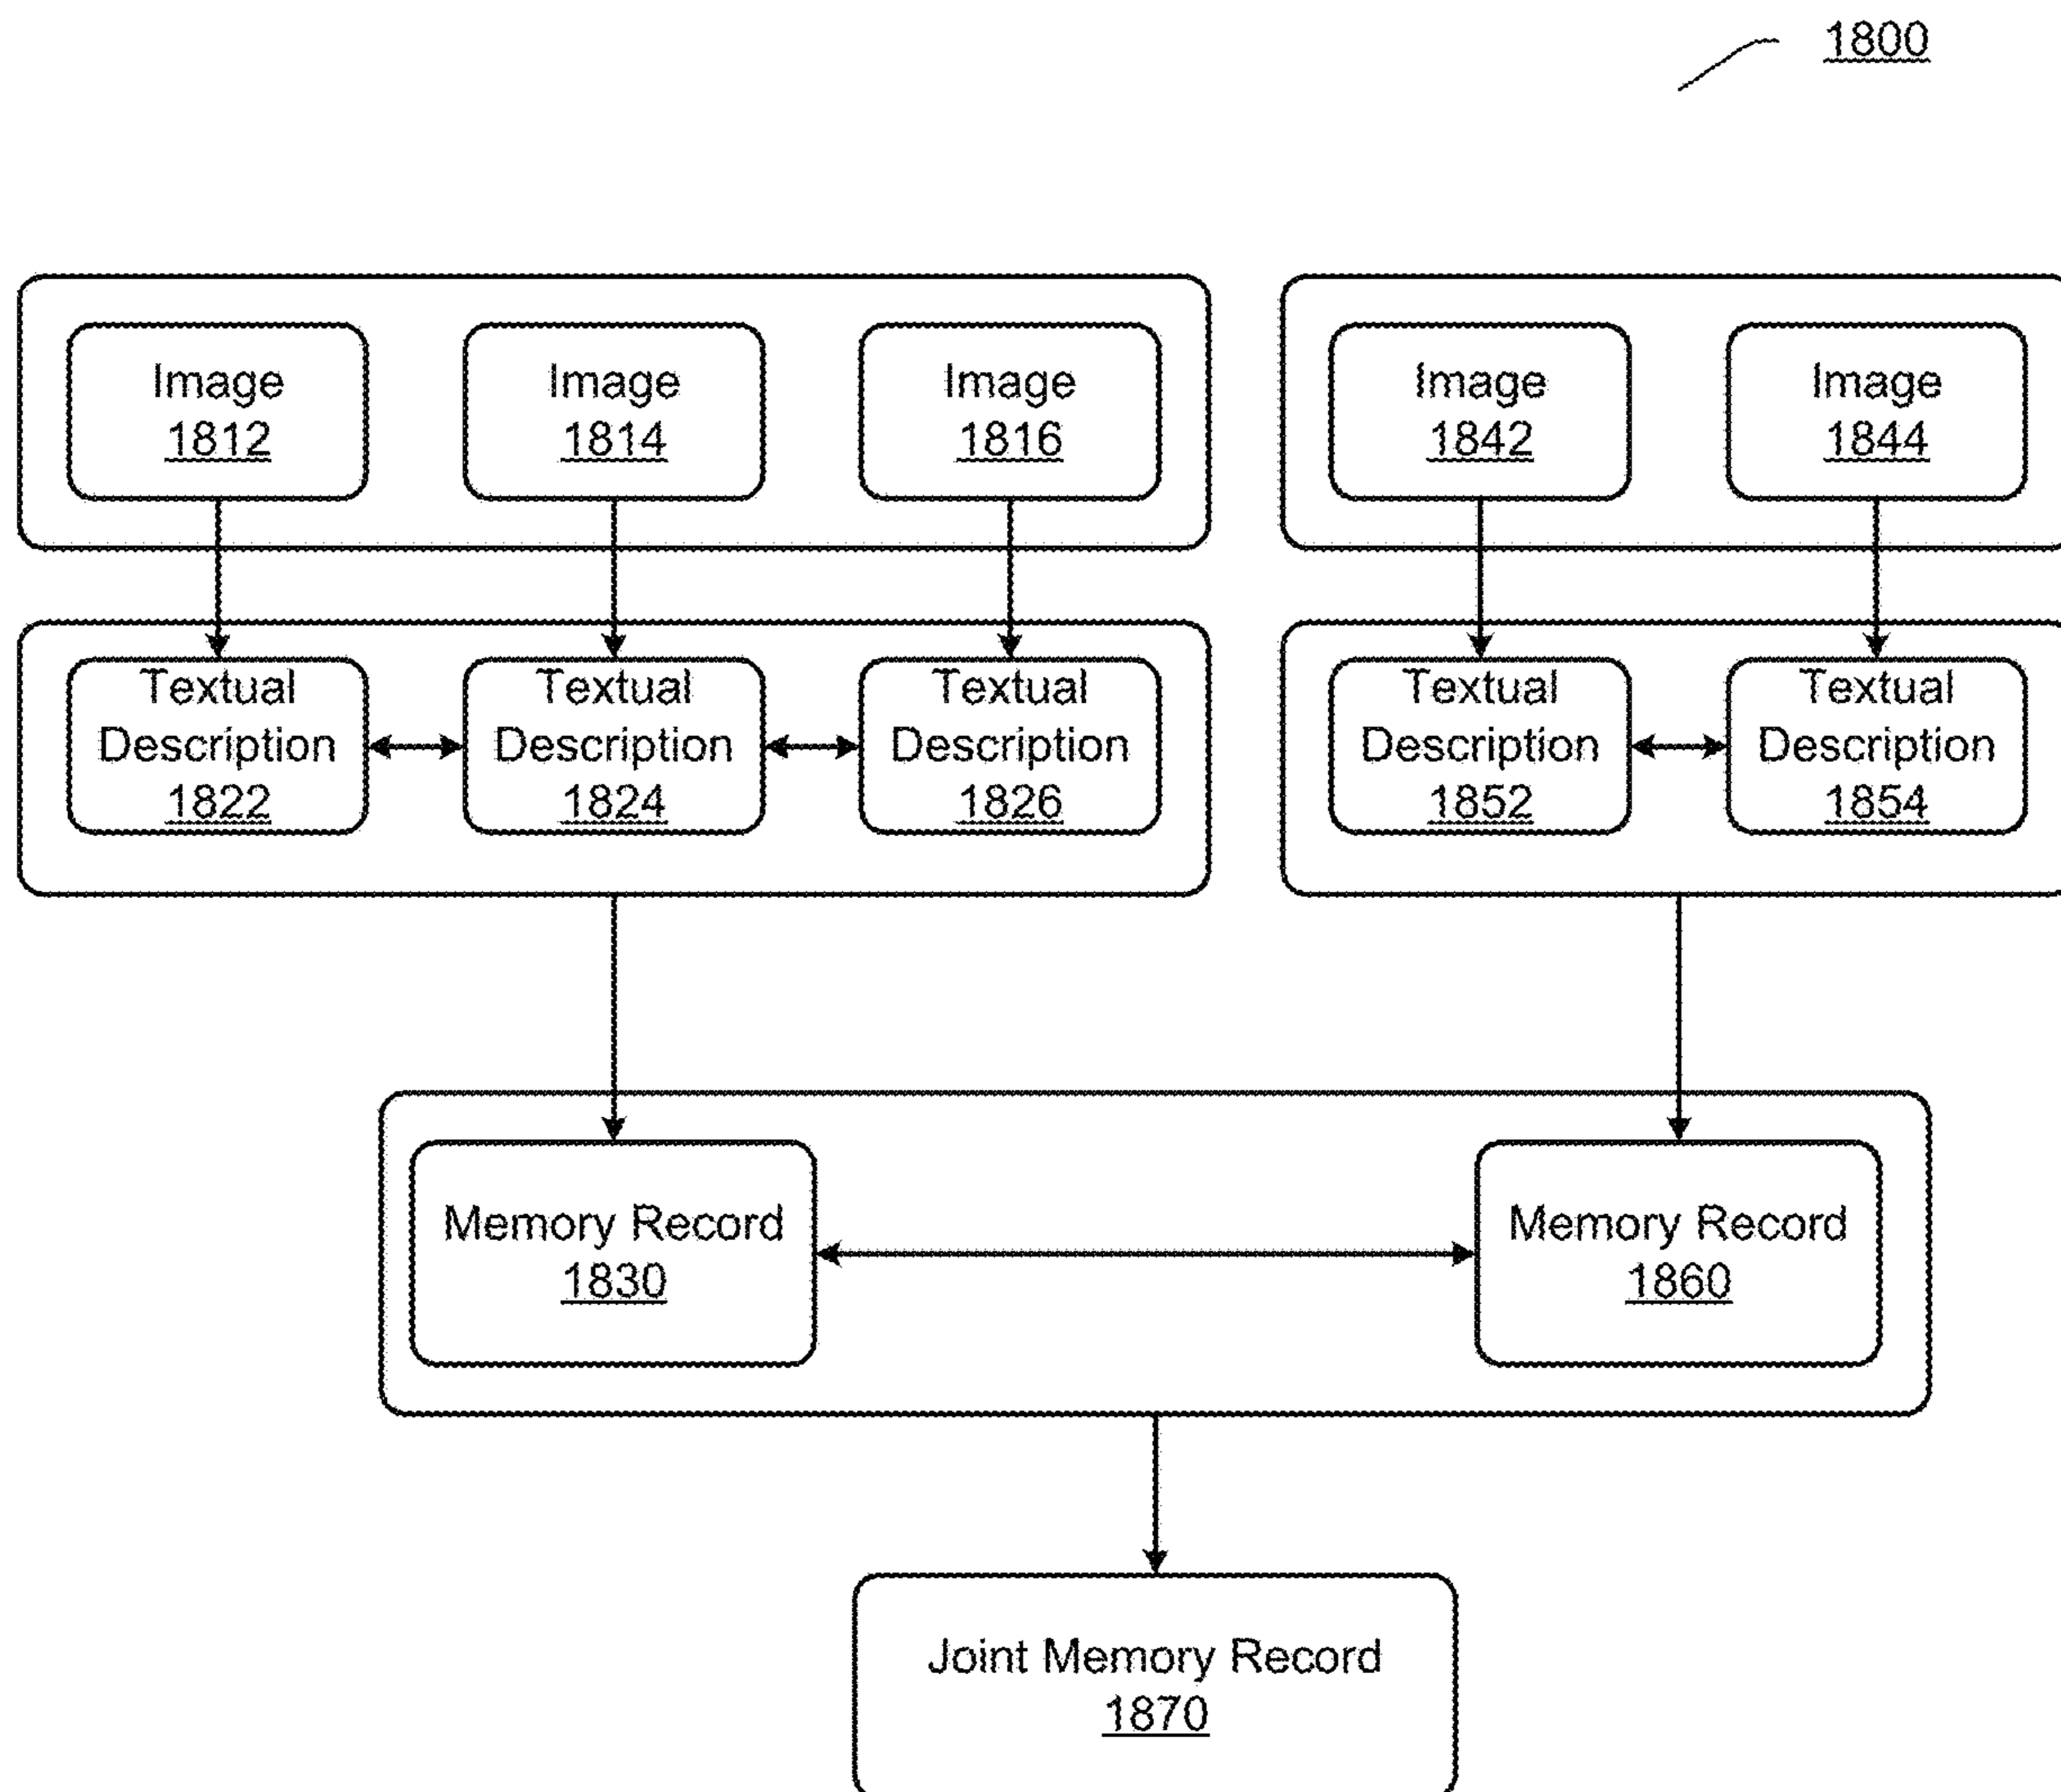 1800
Image
1812
Image
1814
Image
1816
Image
1842
Image
1844
Textual
Description
1822
Textual
Description
1824
Textual
Description
1826
Textual
Description
1852
Textual
Description
1854
Memory Record
1830
Memory Record
1860
Joint Memory Record
1870